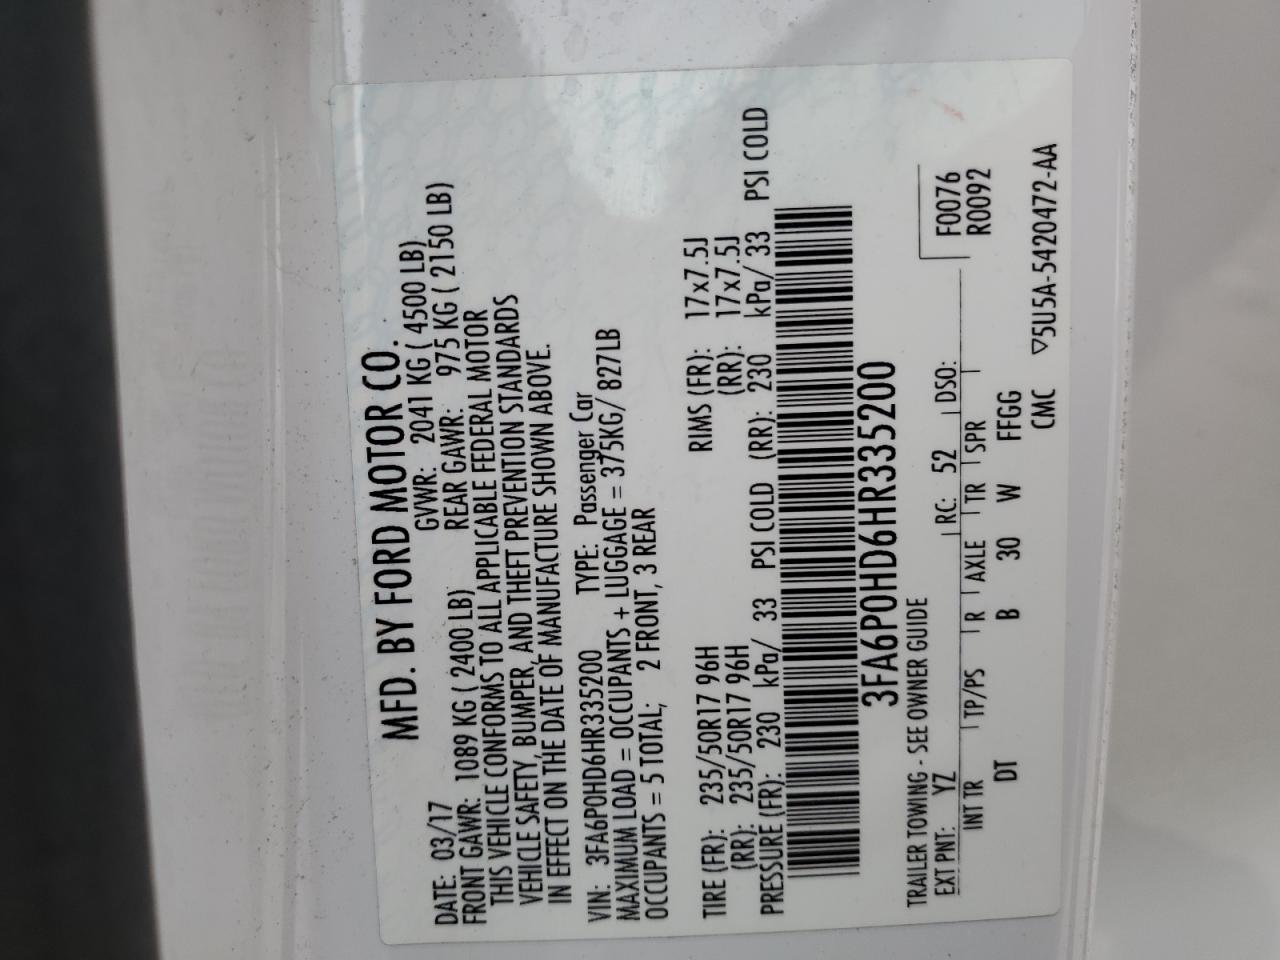 MFD. BY FORD MOTOR CO.
DATE: 03/17 GVWR: 2041 KG ( 4500 LB)
FRONT GAWR: 1089 KG ( 2400 LB) REAR GAWR: 975 KG ( 2150 LB)
THIS VEHICLE CONFORMS TO ALL APPLICABLE FEDERAL MOTOR
VEHICLE SAFETY, BUMPER, AND THEFT PREVENTION STANDARDS
IN EFFECT ON THE DATE OF MANUFACTURE SHOWN ABOVE.
VIN: 3FA6P0HD6HR335200 TYPE: Passenger Car
MAXIMUM LOAD = OCCUPANTS + LUGGAGE = 375KG/ 827LB
OCCUPANTS = 5 TOTAL; 2 FRONT, 3 REAR
TIRE (FR): 235/50R17 96H RIMS (FR): 17x7.5J
(RR): 235/50R17 96H (RR): 17x7.5J
PRESSURE (FR): 230 kPa/ 33 PSI COLD (RR): 230 kPa/ 33 PSI COLD
3FA6P0HD6HR335200
TRAILER TOWING - SEE OWNER GUIDE
EXT PNT: YZ RC: 52 DSO: F0076
INT TR TP/PS R AXLE TR SPR R0092
DT B 30 W FFGG
CMC ▽5U5A-5420472-AA